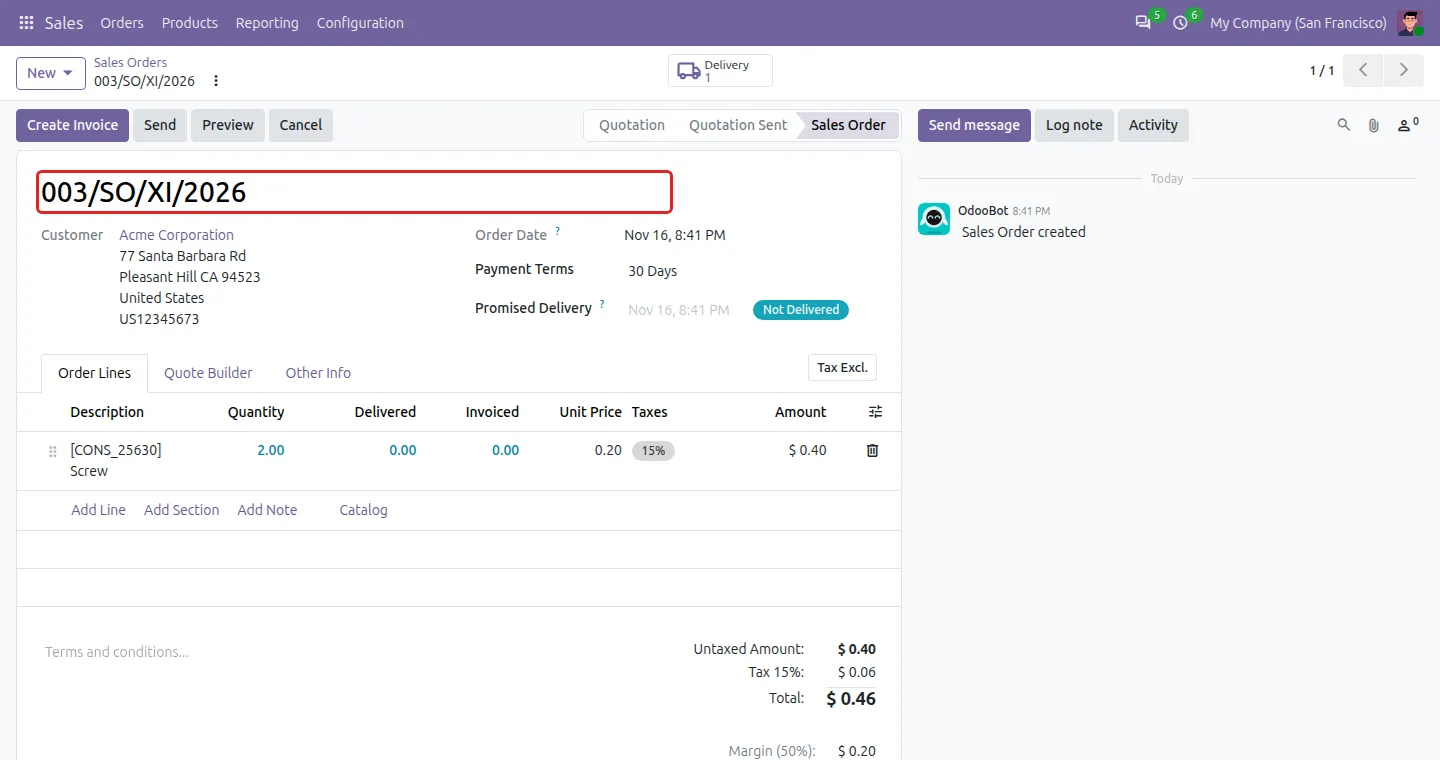 Sales Orders Products Reporting Configuration 5 6 My Company (San Francisco)
New Sales Orders
003/SO/XI/2026
Delivery
1
1 / 1
Create Invoice Send Preview Cancel Quotation Quotation Sent Sales Order Send message Log note Activity 0
003/SO/XI/2026
Today
OdooBot 8:41 PM
Sales Order created
Customer Acme Corporation
77 Santa Barbara Rd
Pleasant Hill CA 94523
United States
US12345673
Order Date ? Nov 16, 8:41 PM
Payment Terms 30 Days
Promised Delivery ? Nov 16, 8:41 PM Not Delivered
Order Lines Quote Builder Other Info Tax Excl.
Description Quantity Delivered Invoiced Unit Price Taxes Amount
[CONS_25630] 2.00 0.00 0.00 0.20 15% $ 0.40
Screw
Add Line Add Section Add Note Catalog
Terms and conditions...
Untaxed Amount: $ 0.40
Tax 15%: $ 0.06
Total: $ 0.46
Margin (50%): $ 0.20